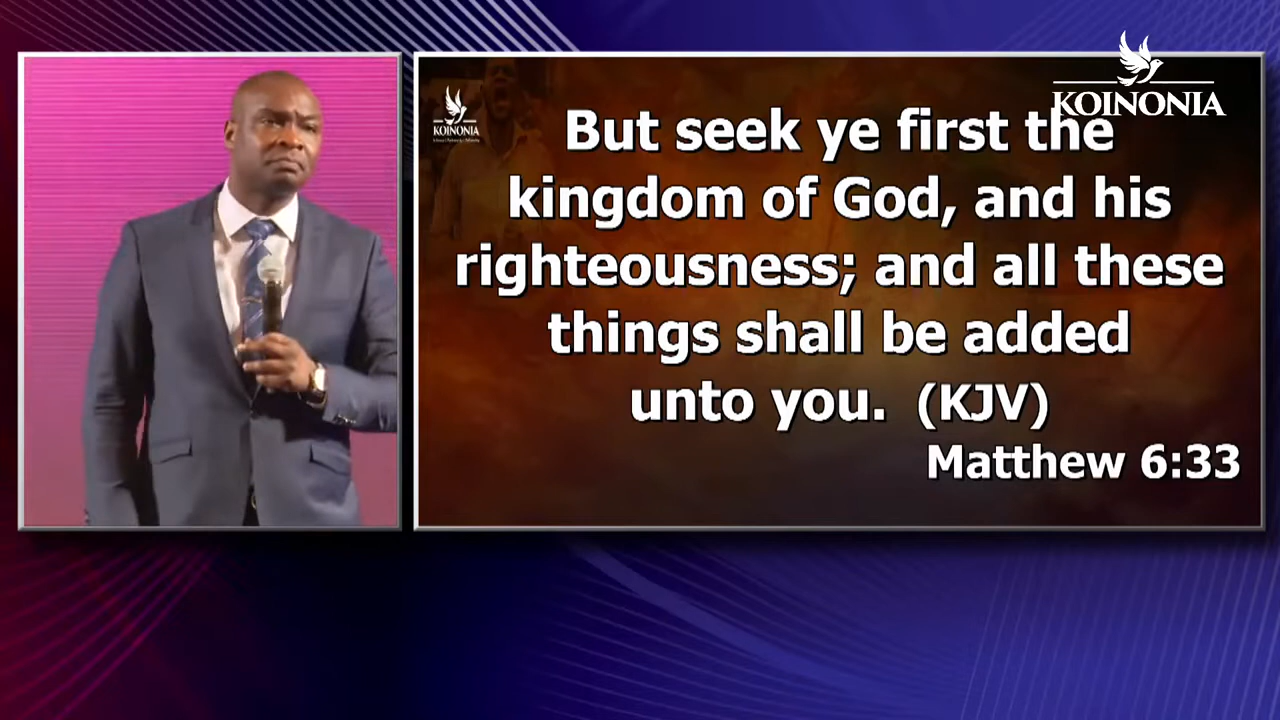 KOINONIA
KOINONIA
But seek ye first the
kingdom of God, and his
righteousness; and all these
things shall be added
unto you. (KJV)
Matthew 6:33